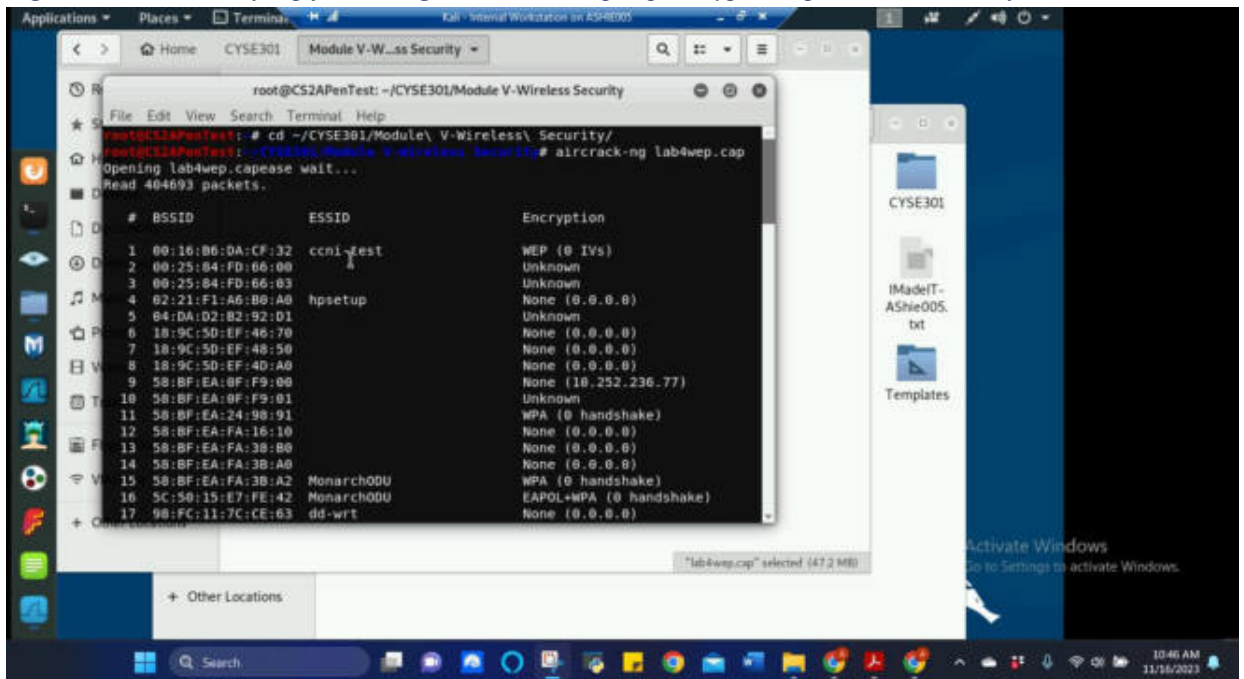 Applications Places Terminal Kali - Internal Workstation on ASHIE005 1
Home CYSE301 Module V-W...ss Security
root@CS2APenTest: ~/CYSE301/Module V-Wireless Security
File Edit View Search Terminal Help
root@CS2APenTest:~# cd ~/CYSE301/Module\ V-Wireless\ Security/
root@CS2APenTest:~/CYSE301/Module V-Wireless Security# aircrack-ng lab4wep.cap
Opening lab4wep.capease wait...
Read 404693 packets.
# BSSID ESSID Encryption
1 00:16:B6:DA:CF:32 ccni-test WEP (0 IVs)
2 00:25:84:FD:66:00 Unknown
3 00:25:84:FD:66:03 Unknown
4 02:21:F1:A6:B0:A0 hpsetup None (0.0.0.0)
5 04:DA:D2:B2:92:D1 Unknown
6 18:9C:5D:EF:46:70 None (0.0.0.0)
7 18:9C:5D:EF:48:50 None (0.0.0.0)
8 18:9C:5D:EF:4D:A0 None (0.0.0.0)
9 58:BF:EA:0F:F9:00 None (10.252.236.77)
10 58:BF:EA:0F:F9:01 Unknown
11 58:BF:EA:24:98:91 WPA (0 handshake)
12 58:BF:EA:FA:16:10 None (0.0.0.0)
13 58:BF:EA:FA:38:B0 None (0.0.0.0)
14 58:BF:EA:FA:3B:A0 None (0.0.0.0)
15 58:BF:EA:FA:3B:A2 MonarchODU WPA (0 handshake)
16 5C:50:15:E7:FE:42 MonarchODU EAPOL+WPA (0 handshake)
17 98:FC:11:7C:CE:63 dd-wrt None (0.0.0.0)
CYSE301
IMadeIT-
AShie005.
txt
Templates
+ Other Locations
"lab4wep.cap" selected (47.2 MB)
+ Other Locations
Activate Windows
Go to Settings to activate Windows.
Search
10:46 AM
11/16/2023